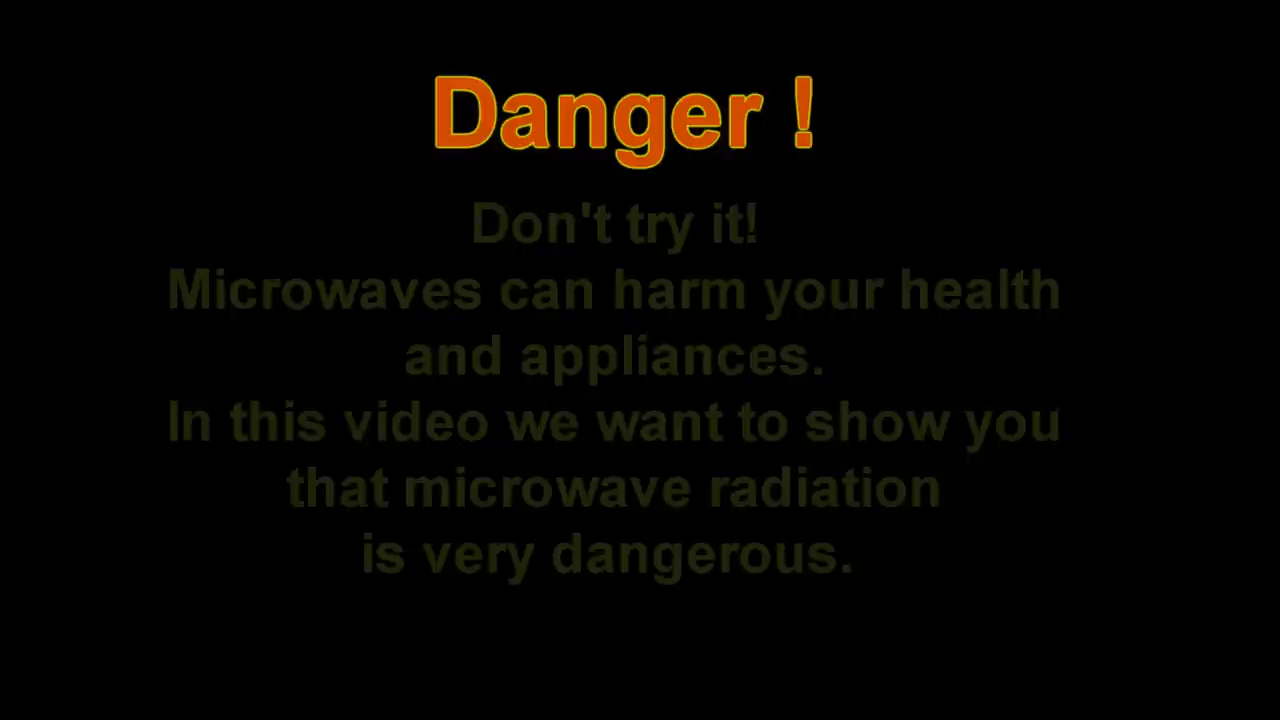 Danger !
Don't try it!
Microwaves can harm your health
and appliances.
In this video we want to show you
that microwave radiation
is very dangerous.